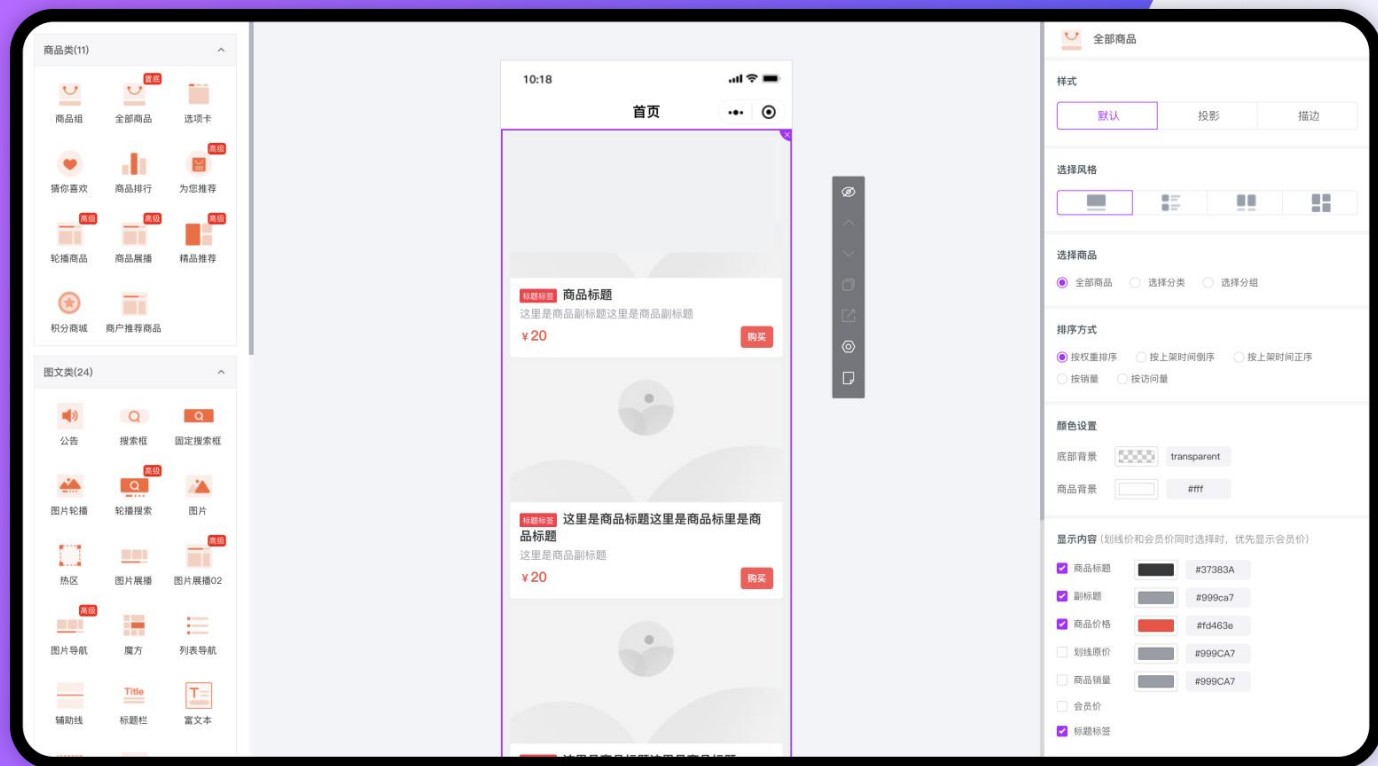 商品类(11)
置底
商品组
全部商品
选项卡
高级
猜你喜欢
商品排行
为您推荐
高级
高级
高级
轮播商品
商品展播
精品推荐
积分商城
商户推荐商品
图文类(24)
公告
搜索框
固定搜索框
高级
图片轮播
轮播搜索
图片
高级
热区
图片展播
图片展播02
高级
图片导航
魔方
列表导航
Title
T
辅助线
标题栏
富文本
10:18
首页
标题标签 商品标题
这里是商品副标题这里是商品副标题
¥20
购买
标题标签 这里是商品标题这里是商品标里是商
品标题
这里是商品副标题
¥20
购买
全部商品
样式
默认
投影
描边
选择风格
选择商品
全部商品
选择分类
选择分组
排序方式
按权重排序
按上架时间倒序
按上架时间正序
按销量
按访问量
颜色设置
底部背景
transparent
商品背景
#fff
显示内容 (划线价和会员价同时选择时，优先显示会员价)
商品标题
#37383A
副标题
#999ca7
商品价格
#fd463e
划线原价
#999CA7
商品销量
#999CA7
会员价
标题标签